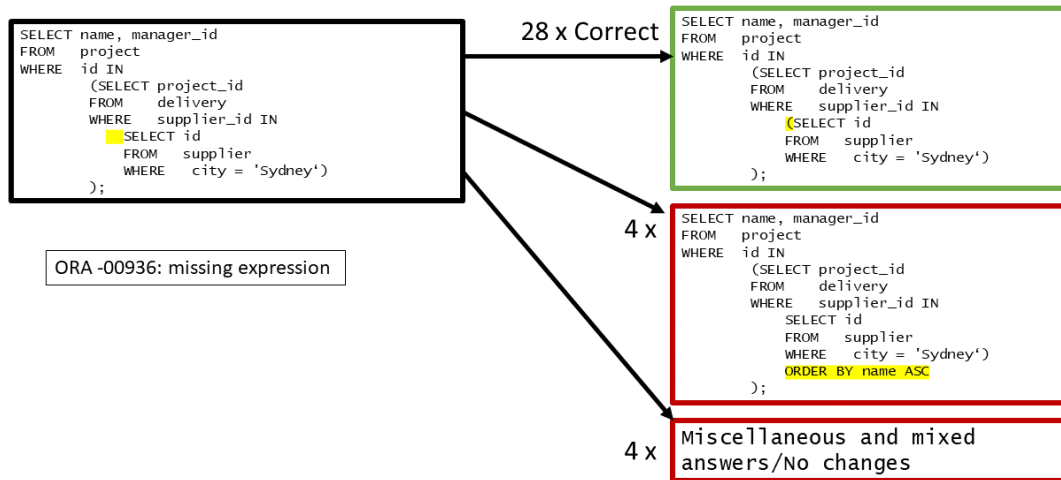 SELECT name, manager_id
FROM project
WHERE id IN
(SELECT project_id
FROM delivery
WHERE supplier_id IN
SELECT id
FROM supplier
WHERE city = 'Sydney‘)
);
ORA -00936: missing expression
28 x Correct
SELECT name, manager_id
FROM project
WHERE id IN
(SELECT project_id
FROM delivery
WHERE supplier_id IN
(SELECT id
FROM supplier
WHERE city = 'Sydney‘)
);
4 x
SELECT name, manager_id
FROM project
WHERE id IN
(SELECT project_id
FROM delivery
WHERE supplier_id IN
SELECT id
FROM supplier
WHERE city = 'Sydney‘)
ORDER BY name ASC
);
4 x
Miscellaneous and mixed
answers/No changes